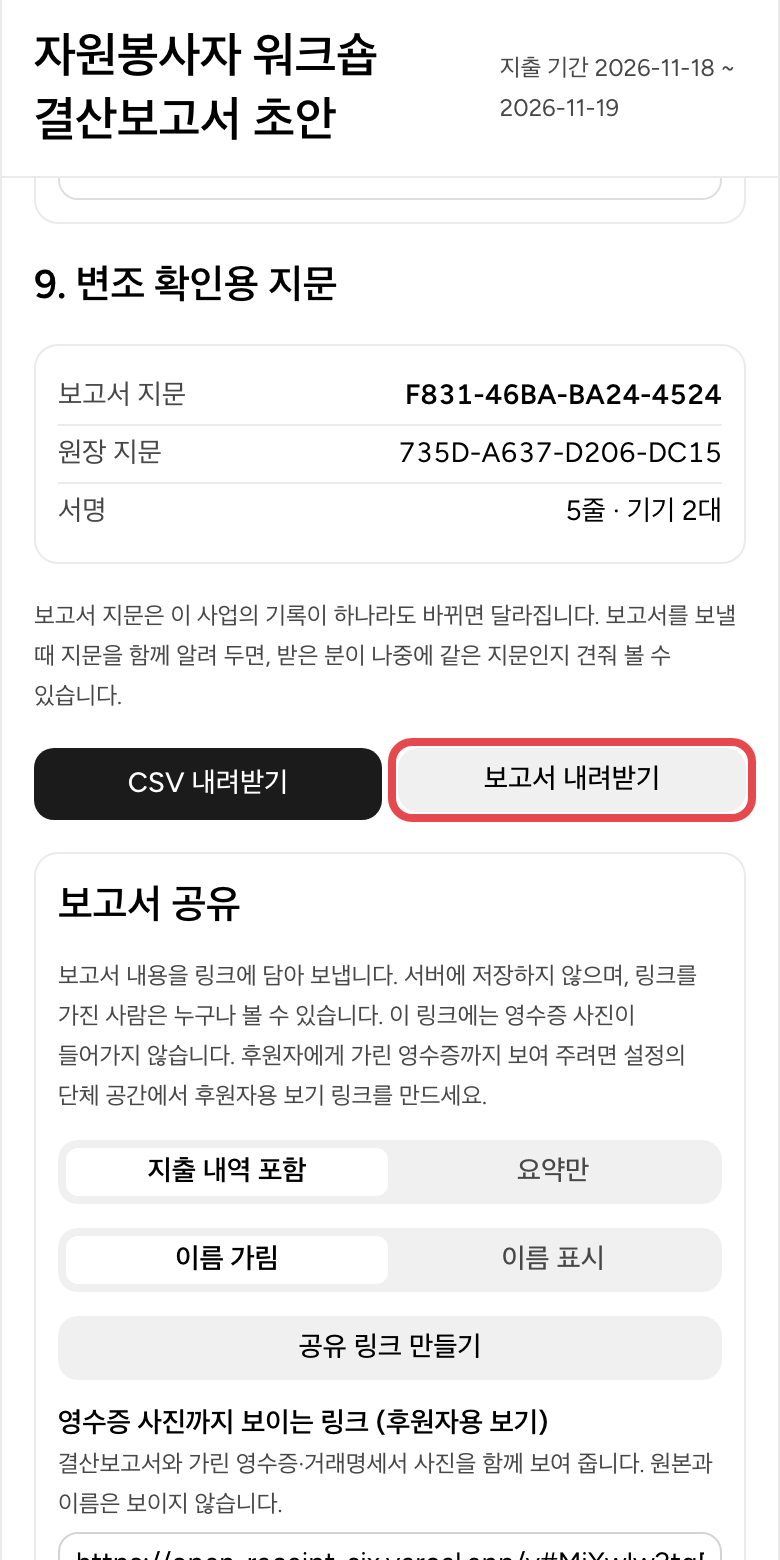 자원봉사자 워크숍
결산보고서 초안
지출 기간 2026-11-18 ~
2026-11-19
9. 변조 확인용 지문
보고서 지문 F831-46BA-BA24-4524
원장 지문 735D-A637-D206-DC15
서명 5줄 · 기기 2대
보고서 지문은 이 사업의 기록이 하나라도 바뀌면 달라집니다. 보고서를 보낼
때 지문을 함께 알려 두면, 받은 분이 나중에 같은 지문인지 견줘 볼 수
있습니다.
CSV 내려받기 보고서 내려받기
보고서 공유
보고서 내용을 링크에 담아 보냅니다. 서버에 저장하지 않으며, 링크를
가진 사람은 누구나 볼 수 있습니다. 이 링크에는 영수증 사진이
들어가지 않습니다. 후원자에게 가린 영수증까지 보여 주려면 설정의
단체 공간에서 후원자용 보기 링크를 만드세요.
지출 내역 포함 요약만
이름 가림 이름 표시
공유 링크 만들기
영수증 사진까지 보이는 링크 (후원자용 보기)
결산보고서와 가린 영수증·거래명세서 사진을 함께 보여 줍니다. 원본과
이름은 보이지 않습니다.